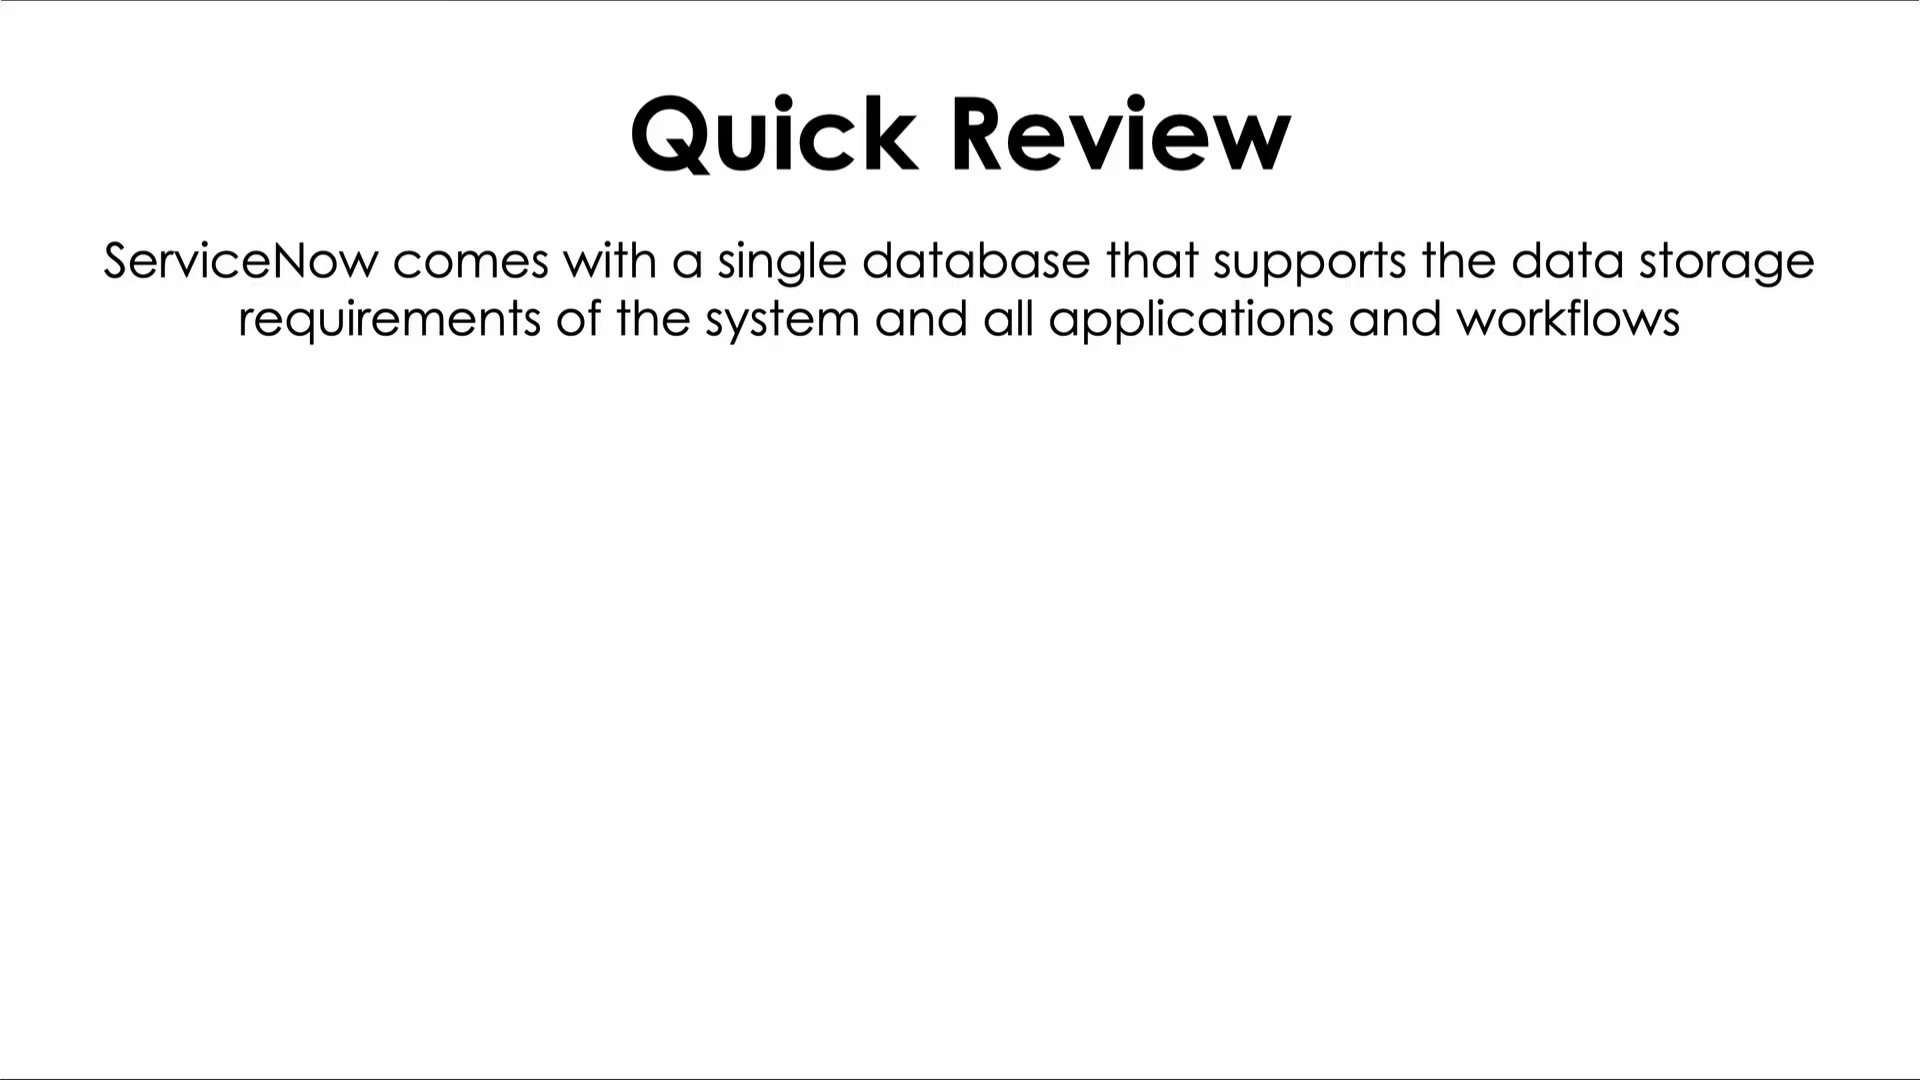 Quick Review
ServiceNow comes with a single database that supports the data storage
requirements of the system and all applications and workflows